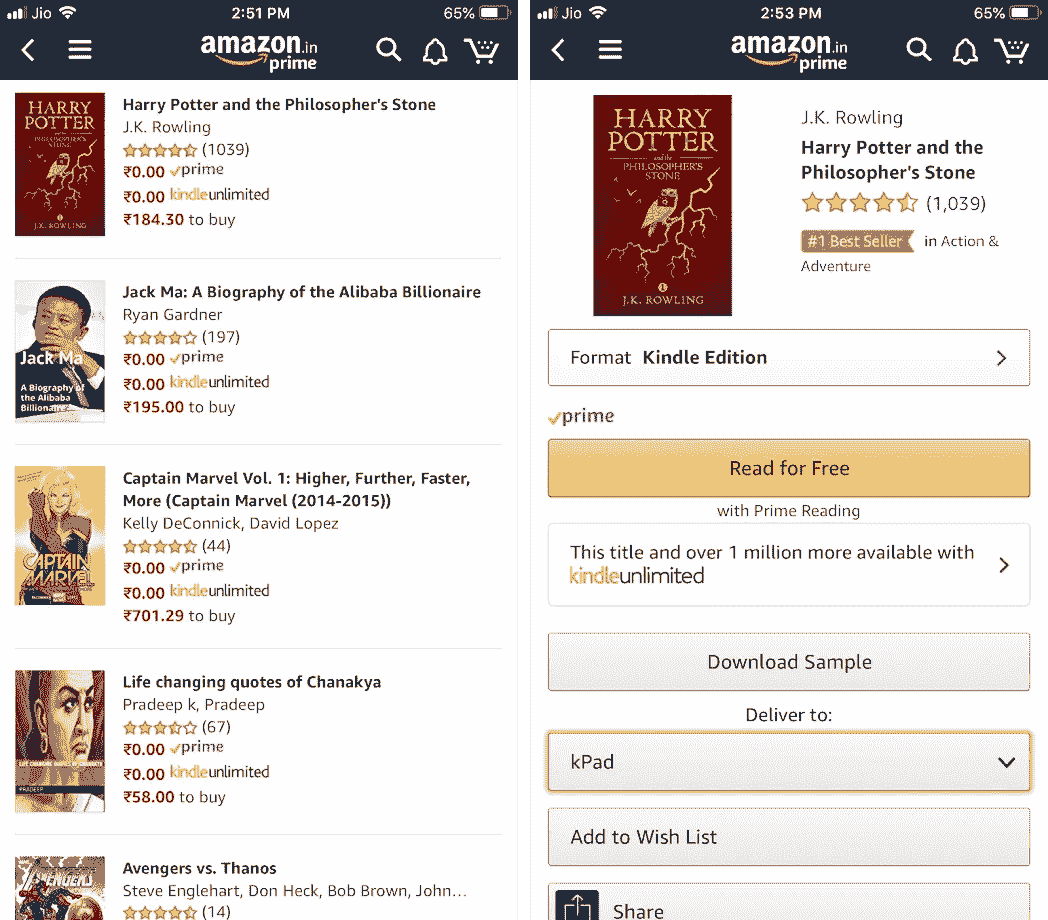 Jio
2:51 PM
65%
amazon.in
prime
HARRY
POTTER
and the
PHILOSOPHER'S
STONE
J.K. ROWLING
Harry Potter and the Philosopher's Stone
J.K. Rowling
(1039)
₹0.00 prime
₹0.00 kindleunlimited
₹184.30 to buy
Jack Ma
A Biography of
the Alibaba
Billionaire
Jack Ma: A Biography of the Alibaba Billionaire
Ryan Gardner
(197)
₹0.00 prime
₹0.00 kindleunlimited
₹195.00 to buy
CAPTAIN
MARVEL
Captain Marvel Vol. 1: Higher, Further, Faster,
More (Captain Marvel (2014-2015))
Kelly DeConnick, David Lopez
(44)
₹0.00 prime
₹0.00 kindleunlimited
₹701.29 to buy
LIFE CHANGING QUOTES OF CHANAKYA
PRADEEP
Life changing quotes of Chanakya
Pradeep k, Pradeep
(67)
₹0.00 prime
₹0.00 kindleunlimited
₹58.00 to buy
AVENGERS
Avengers vs. Thanos
Steve Englehart, Don Heck, Bob Brown, John...
(14)
Jio
2:53 PM
65%
amazon.in
prime
HARRY
POTTER
and the
PHILOSOPHER'S
STONE
J.K. ROWLING
J.K. Rowling
Harry Potter and the
Philosopher's Stone
(1,039)
#1 Best Seller in Action &
Adventure
Format Kindle Edition
prime
Read for Free
with Prime Reading
This title and over 1 million more available with
kindleunlimited
Download Sample
Deliver to:
kPad
Add to Wish List
Share